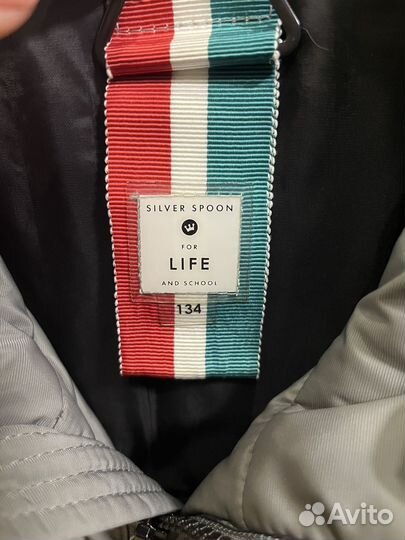 SILVER SPOON
FOR
LIFE
AND SCHOOL
134
Avito